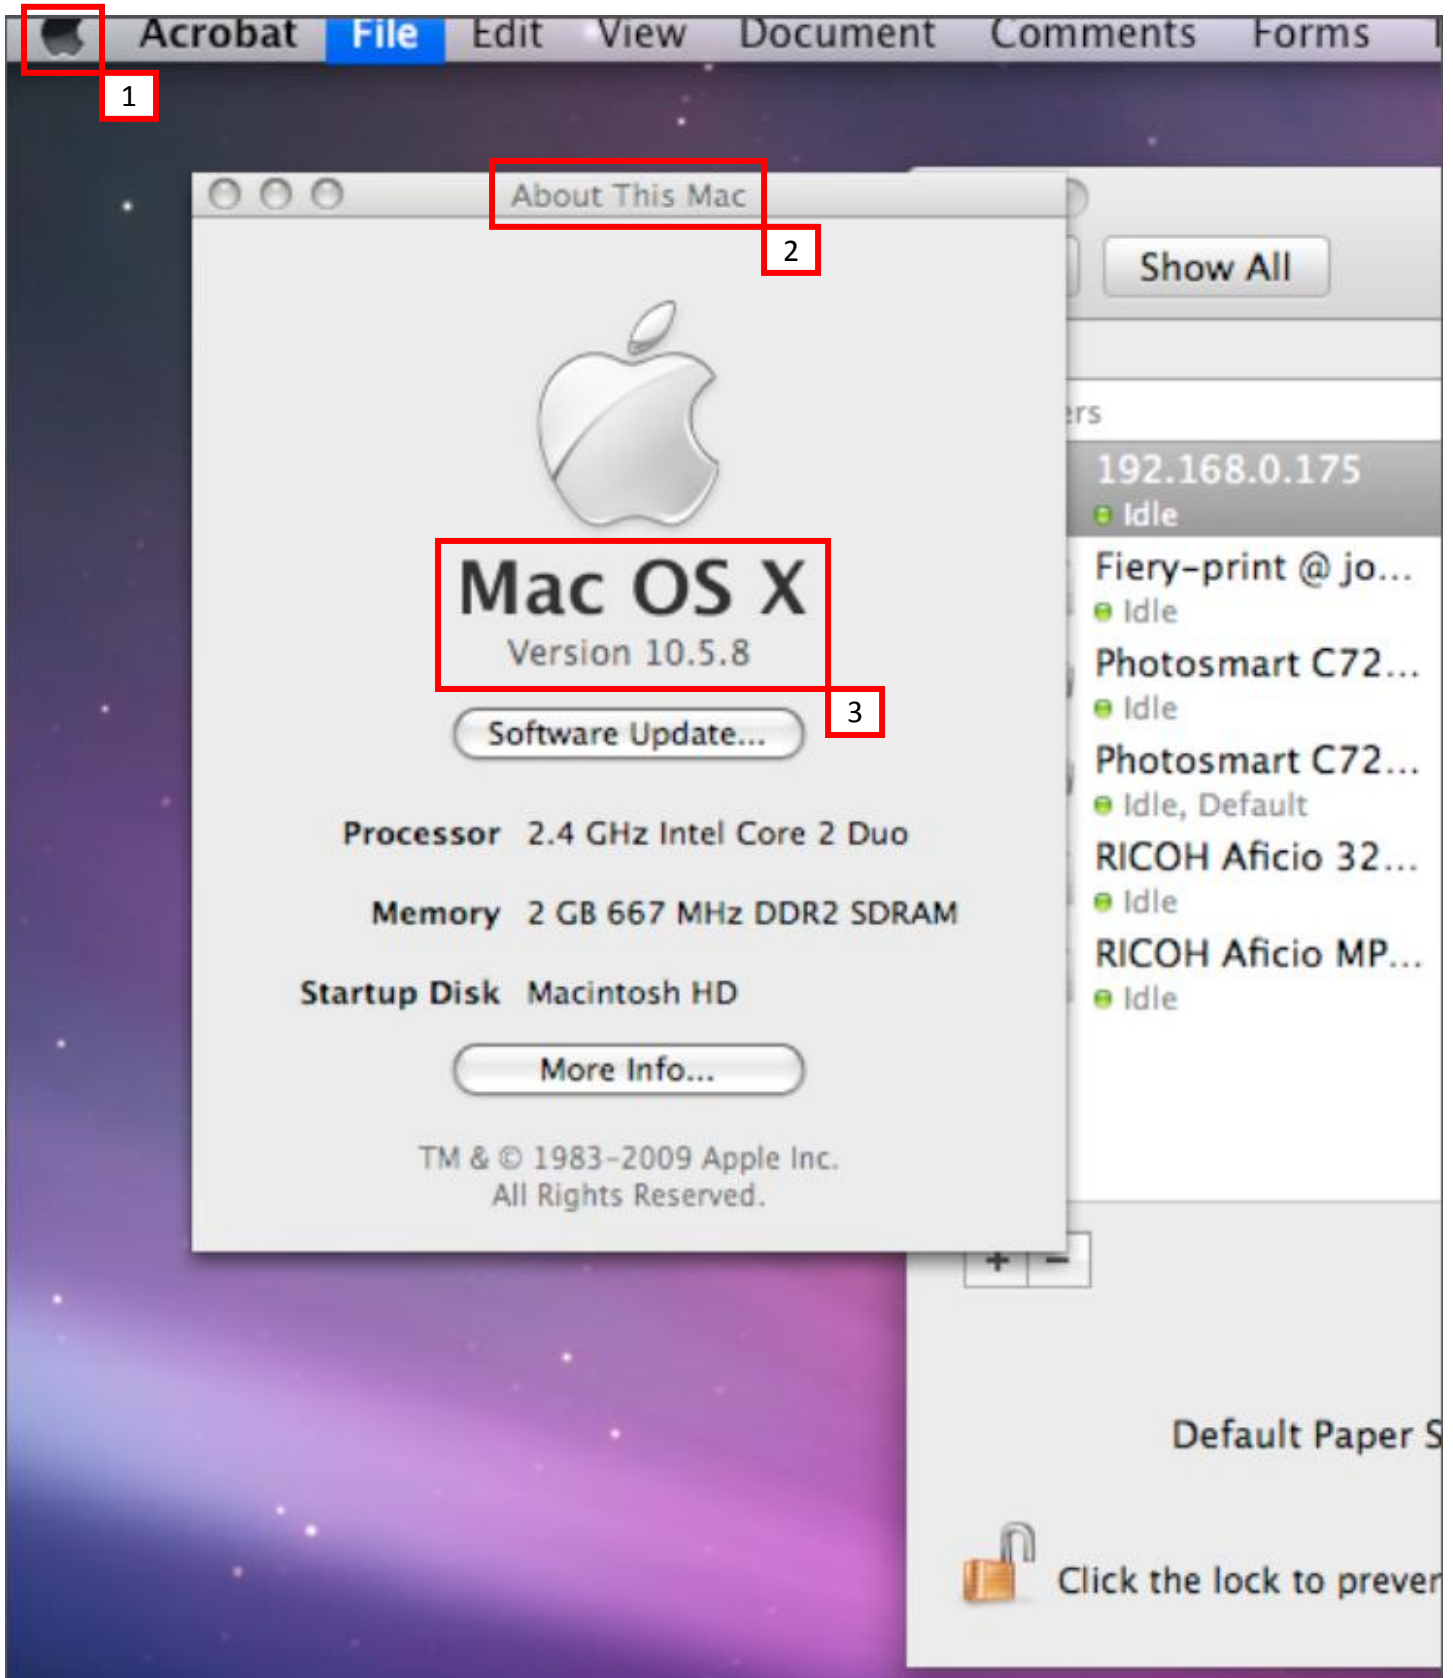 Acrobat File Edit View Document Comments Forms
1
About This Mac
2
Show All
Mac OS X
Version 10.5.8
3
Software Update...
Processor 2.4 GHz Intel Core 2 Duo
Memory 2 GB 667 MHz DDR2 SDRAM
Startup Disk Macintosh HD
More Info...
TM & © 1983-2009 Apple Inc.
All Rights Reserved.
192.168.0.175
Idle
Fiery-print @ jo...
Idle
Photosmart C72...
Idle
Photosmart C72...
Idle, Default
RICOH Aficio 32...
Idle
RICOH Aficio MP...
Idle
+ -
Default Paper S
Click the lock to prever